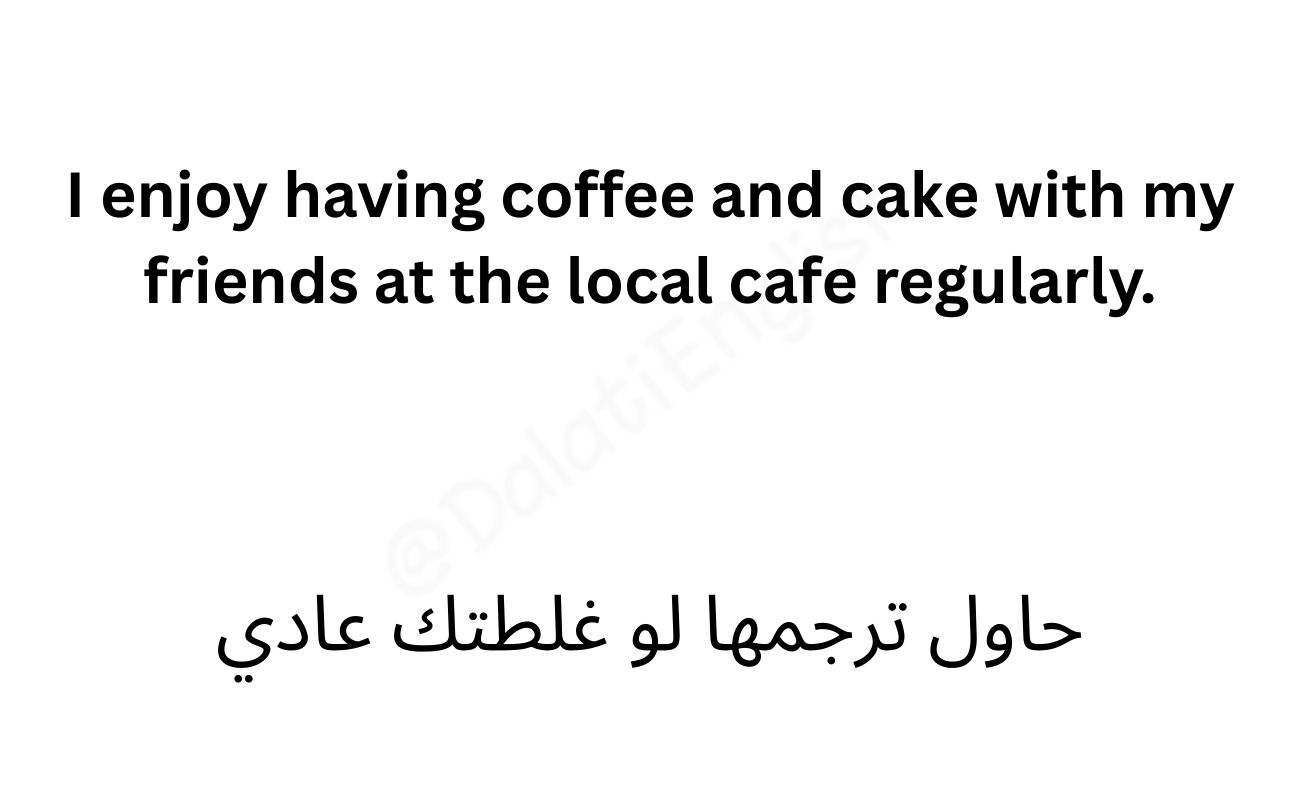 I enjoy having coffee and cake with my
friends at the local cafe regularly.
@DalatiEnglish
حاول ترجمها لو غلطتك عادي